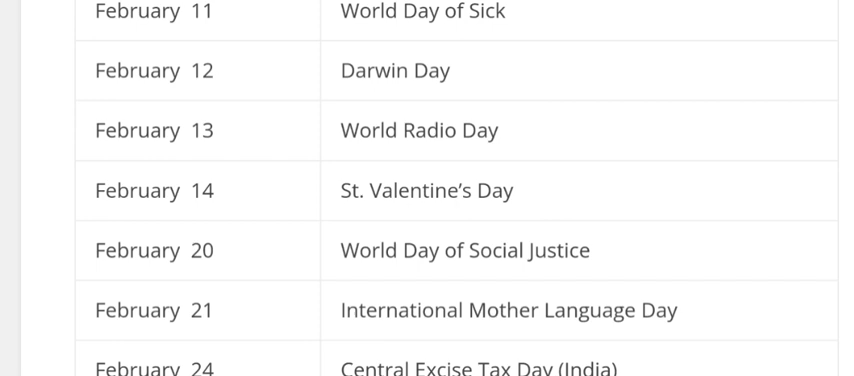 February 11 World Day of Sick
February 12 Darwin Day
February 13 World Radio Day
February 14 St. Valentine’s Day
February 20 World Day of Social Justice
February 21 International Mother Language Day
February 24 Central Excise Tax Day (India)